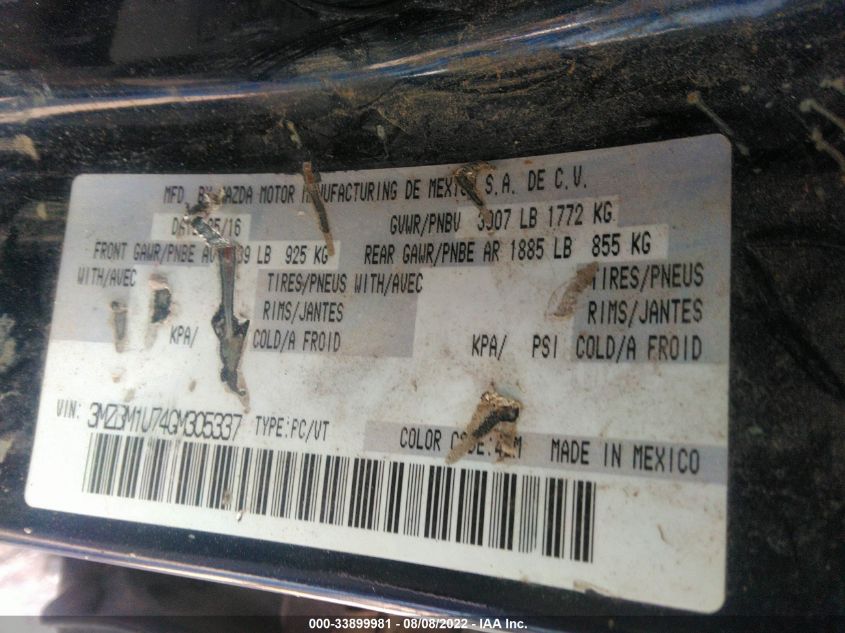 MFD. BY MAZDA MOTOR MANUFACTURING DE MEXICO S.A. DE C.V.
GVWR/PNBV LB 1772 KG
FRONT GAWR/PNBE LB 925 KG REAR GAWR/PNBE AR 1885 LB 855 KG
WITH/AVEC TIRES/PNEUS WITH/AVEC TIRES/PNEUS
RIMS/JANTES RIMS/JANTES
KPA/ COLD/A FROID KPA/ PSI COLD/A FROID
VIN: 3MZBM1U74GM305337 TYPE:PC/VT
COLOR CODE: MADE IN MEXICO
000-33899981 - 08/08/2022 - IAA Inc.